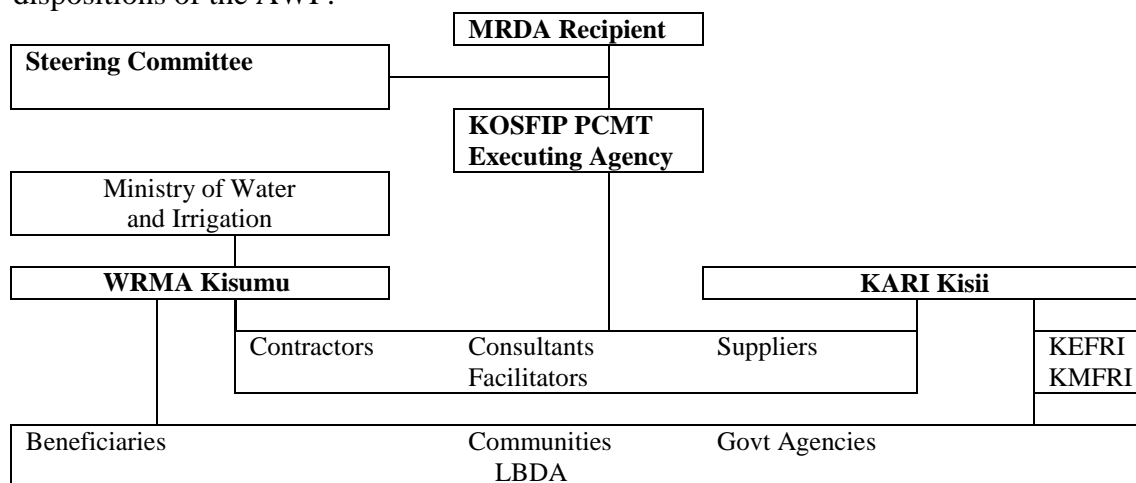 dispositions of the AWF.
MRDA Recipient
Steering Committee
KOSFIP PCMT
Executing Agency
Ministry of Water
and Irrigation
WRMA Kisumu
KARI Kisii
Contractors Consultants Suppliers KEFRI
Facilitators KMFRI
Beneficiaries Communities Govt Agencies
LBDA